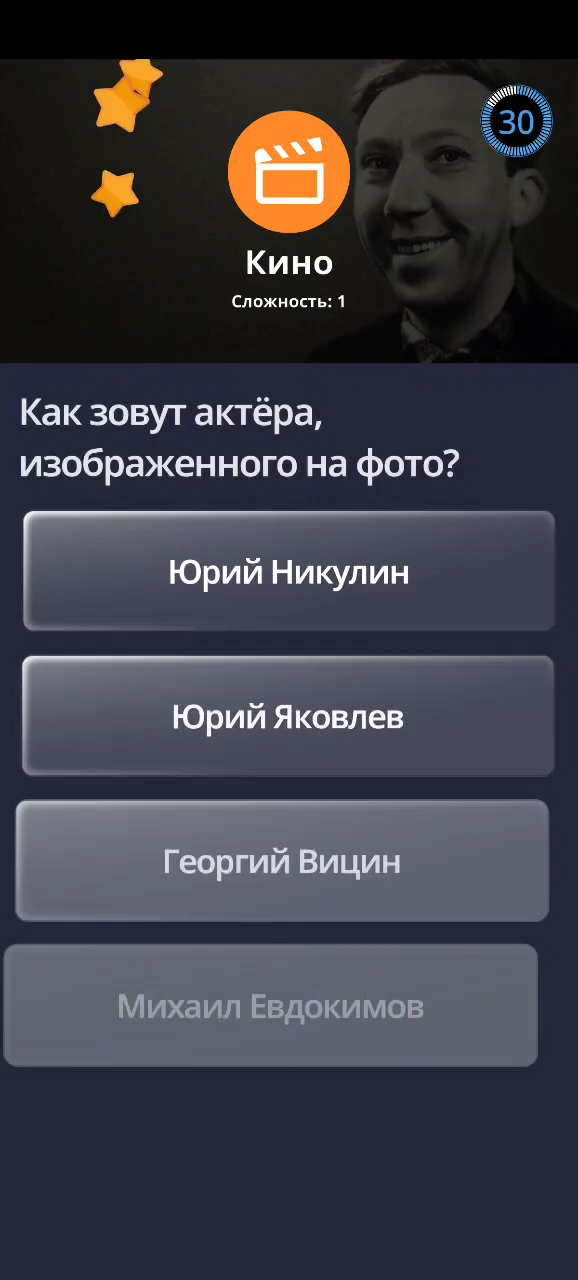 30
Кино
Сложность: 1
Как зовут актёра,
изображенного на фото?
Юрий Никулин
Юрий Яковлев
Георгий Вицин
Михаил Евдокимов